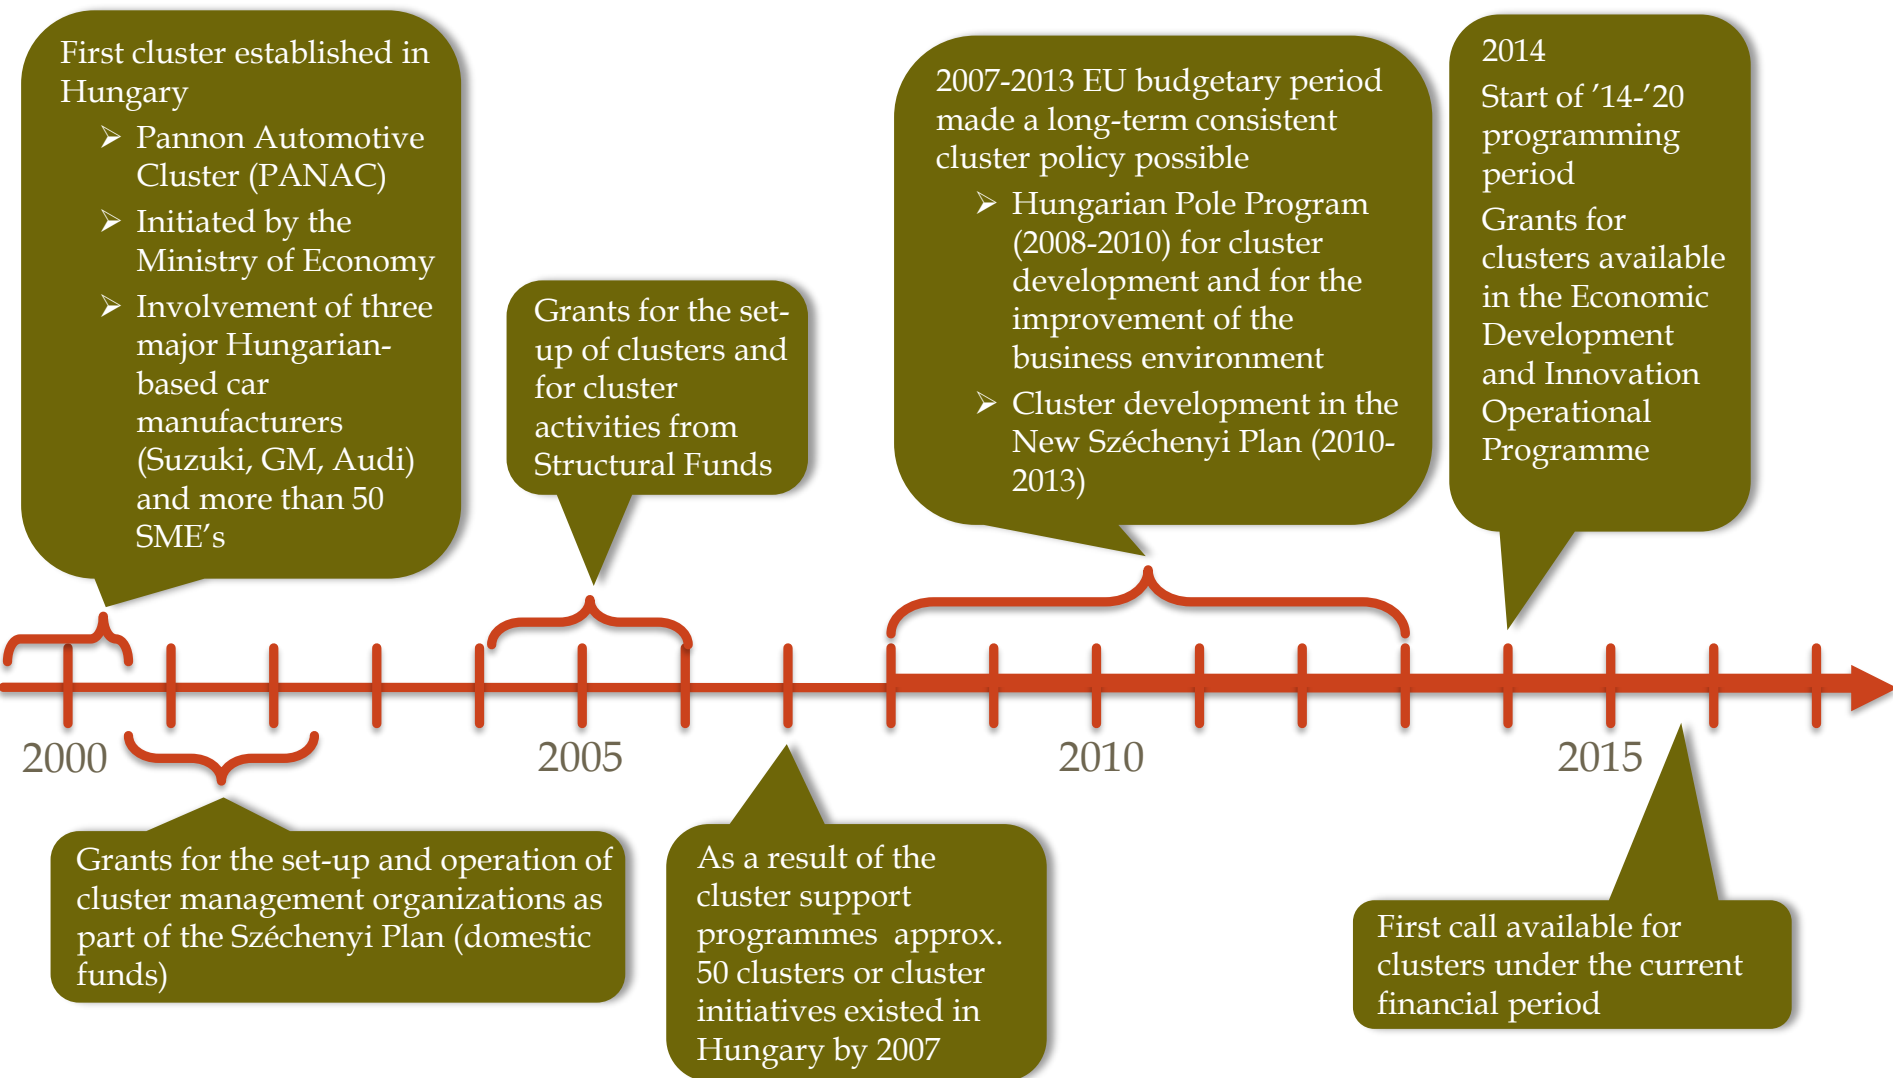 First cluster established in
Hungary
➢ Pannon Automotive
Cluster (PANAC)
➢ Initiated by the
Ministry of Economy
➢ Involvement of three
major Hungarian-
based car
manufacturers
(Suzuki, GM, Audi)
and more than 50
SME’s
Grants for the set-
up of clusters and
for cluster
activities from
Structural Funds
2007-2013 EU budgetary period
made a long-term consistent
cluster policy possible
➢ Hungarian Pole Program
(2008-2010) for cluster
development and for the
improvement of the
business environment
➢ Cluster development in the
New Széchenyi Plan (2010-
2013)
2014
Start of ’14-’20
programming
period
Grants for
clusters available
in the Economic
Development
and Innovation
Operational
Programme
2000
2005
2010
2015
Grants for the set-up and operation of
cluster management organizations as
part of the Széchenyi Plan (domestic
funds)
As a result of the
cluster support
programmes approx.
50 clusters or cluster
initiatives existed in
Hungary by 2007
First call available for
clusters under the current
financial period